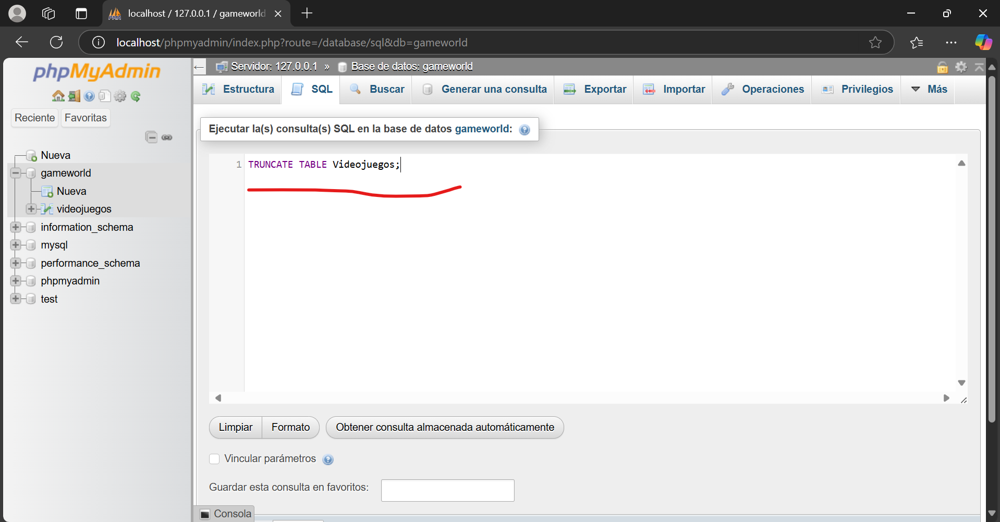 localhost / 127.0.0.1 / gameworld
localhost/phpmyadmin/index.php?route=/database/sql&db=gameworld
phpMyAdmin
Reciente
Favoritas
Nueva
gameworld
Nueva
videojuegos
information_schema
mysql
performance_schema
phpmyadmin
test
Servidor: 127.0.0.1 » Base de datos: gameworld
Estructura
SQL
Buscar
Generar una consulta
Exportar
Importar
Operaciones
Privilegios
Más
Ejecutar la(s) consulta(s) SQL en la base de datos gameworld:
1 TRUNCATE TABLE Videojuegos;
Limpiar
Formato
Obtener consulta almacenada automáticamente
Vincular parámetros
Guardar esta consulta en favoritos:
Consola